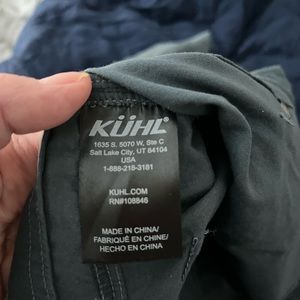 KÜHL
1635 S. 5070 W, Ste C
Salt Lake City, UT 84104
USA
1-888-218-3181
KUHL.COM
RN#108846
MADE IN CHINA/
FABRIQUÉ EN CHINE/
HECHO EN CHINA